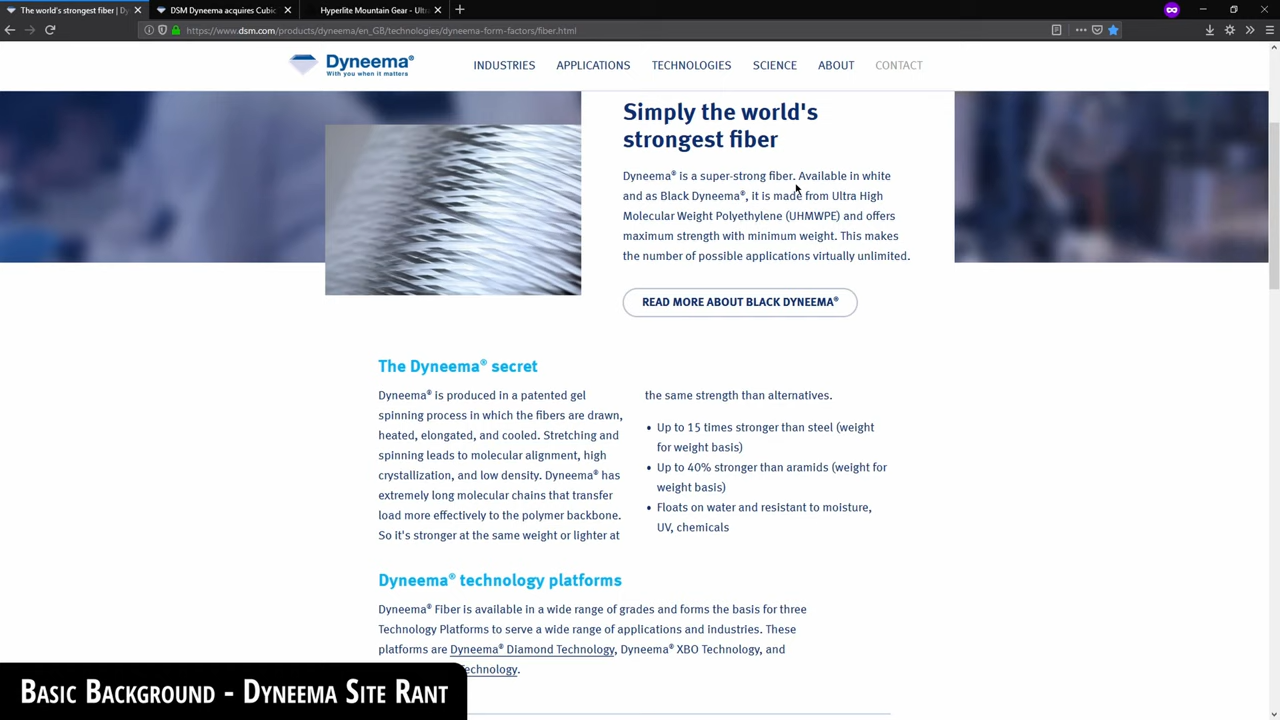 The world's strongest fiber | Dy
DSM Dyneema acquires Cubic
Hyperlite Mountain Gear - Ultra
https://www.dsm.com/products/dyneema/en_GB/technologies/dyneema-form-factors/fiber.html
Dyneema®
With you when it matters
INDUSTRIES APPLICATIONS TECHNOLOGIES SCIENCE ABOUT CONTACT
Simply the world's
strongest fiber
Dyneema® is a super-strong fiber. Available in white
and as Black Dyneema®, it is made from Ultra High
Molecular Weight Polyethylene (UHMWPE) and offers
maximum strength with minimum weight. This makes
the number of possible applications virtually unlimited.
READ MORE ABOUT BLACK DYNEEMA®
The Dyneema® secret
Dyneema® is produced in a patented gel
spinning process in which the fibers are drawn,
heated, elongated, and cooled. Stretching and
spinning leads to molecular alignment, high
crystallization, and low density. Dyneema® has
extremely long molecular chains that transfer
load more effectively to the polymer backbone.
So it's stronger at the same weight or lighter at
the same strength than alternatives.
• Up to 15 times stronger than steel (weight
for weight basis)
• Up to 40% stronger than aramids (weight for
weight basis)
• Floats on water and resistant to moisture,
UV, chemicals
Dyneema® technology platforms
Dyneema® Fiber is available in a wide range of grades and forms the basis for three
Technology Platforms to serve a wide range of applications and industries. These
platforms are Dyneema® Diamond Technology, Dyneema® XBO Technology, and
echnology.
Basic Background - Dyneema Site Rant